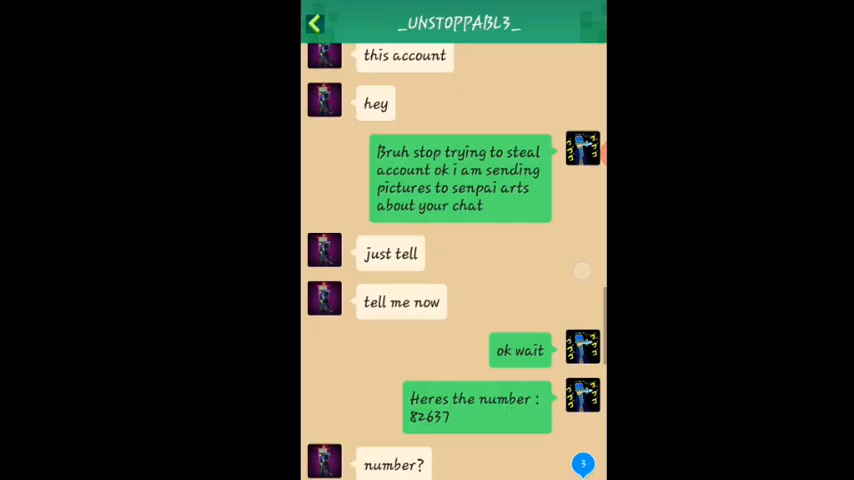 _UNSTOPPABL3_
this account
hey
Bruh stop trying to steal
account ok i am sending
pictures to senpai arts
about your chat
just tell
tell me now
ok wait
Heres the number :
82637
number?
3